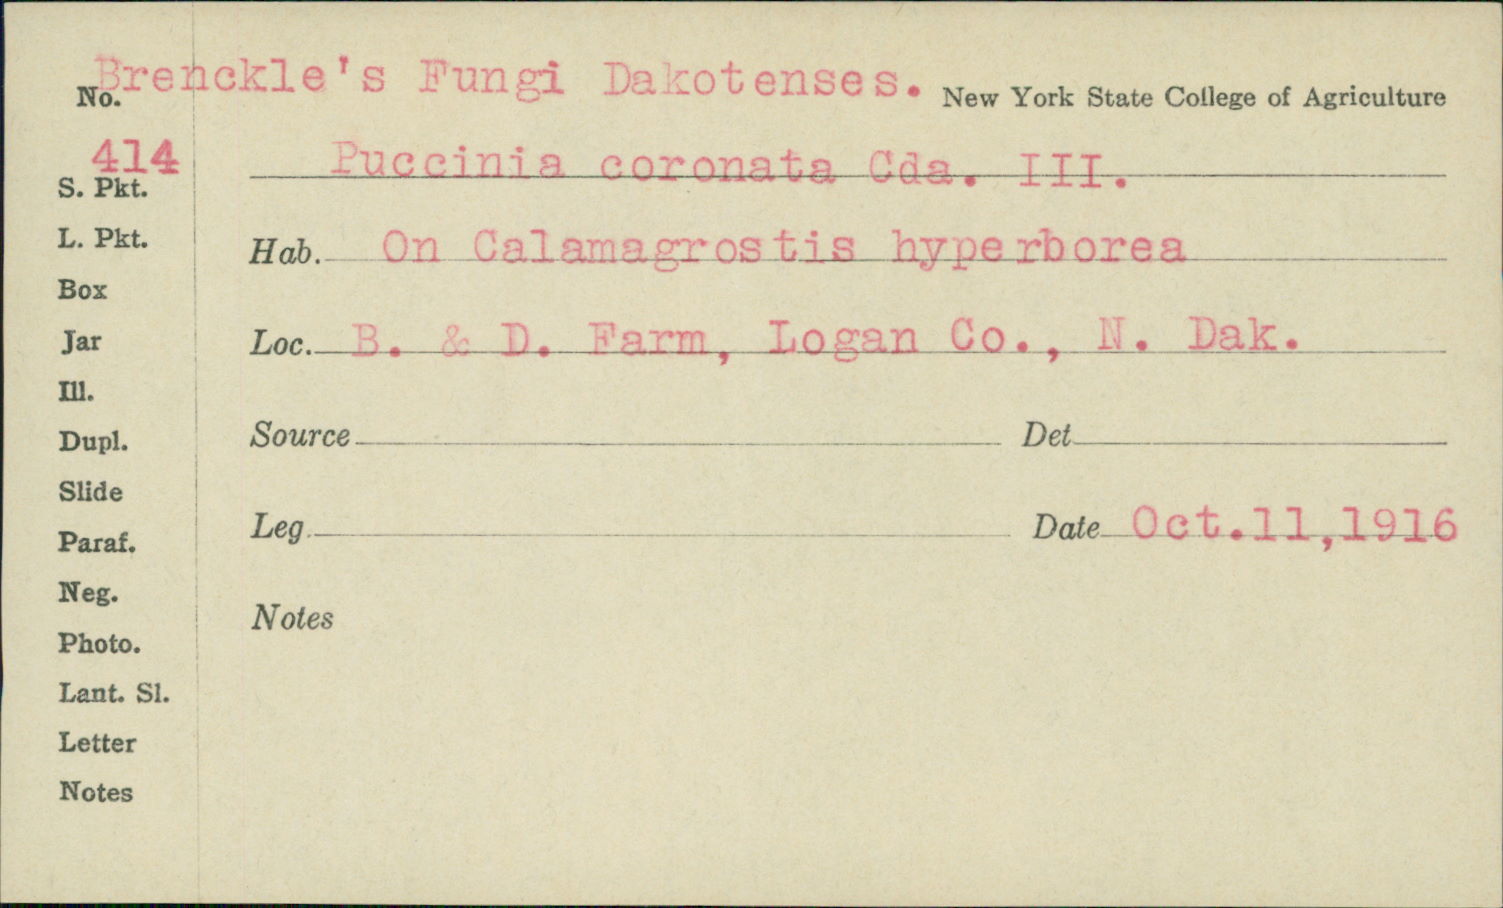 Brenckle's Fungi Dakotenses.
No.
New York State College of Agriculture
414
Puccinia coronata Cda. III.
S. Pkt.
L. Pkt.
Hab. On Calamagrostis hyperborea
Box
Jar
Loc. B. & D. Farm, Logan Co., N. Dak.
Ill.
Dupl.
Source Det
Slide
Leg. Date Oct.11,1916
Paraf.
Neg.
Notes
Photo.
Lant. Sl.
Letter
Notes